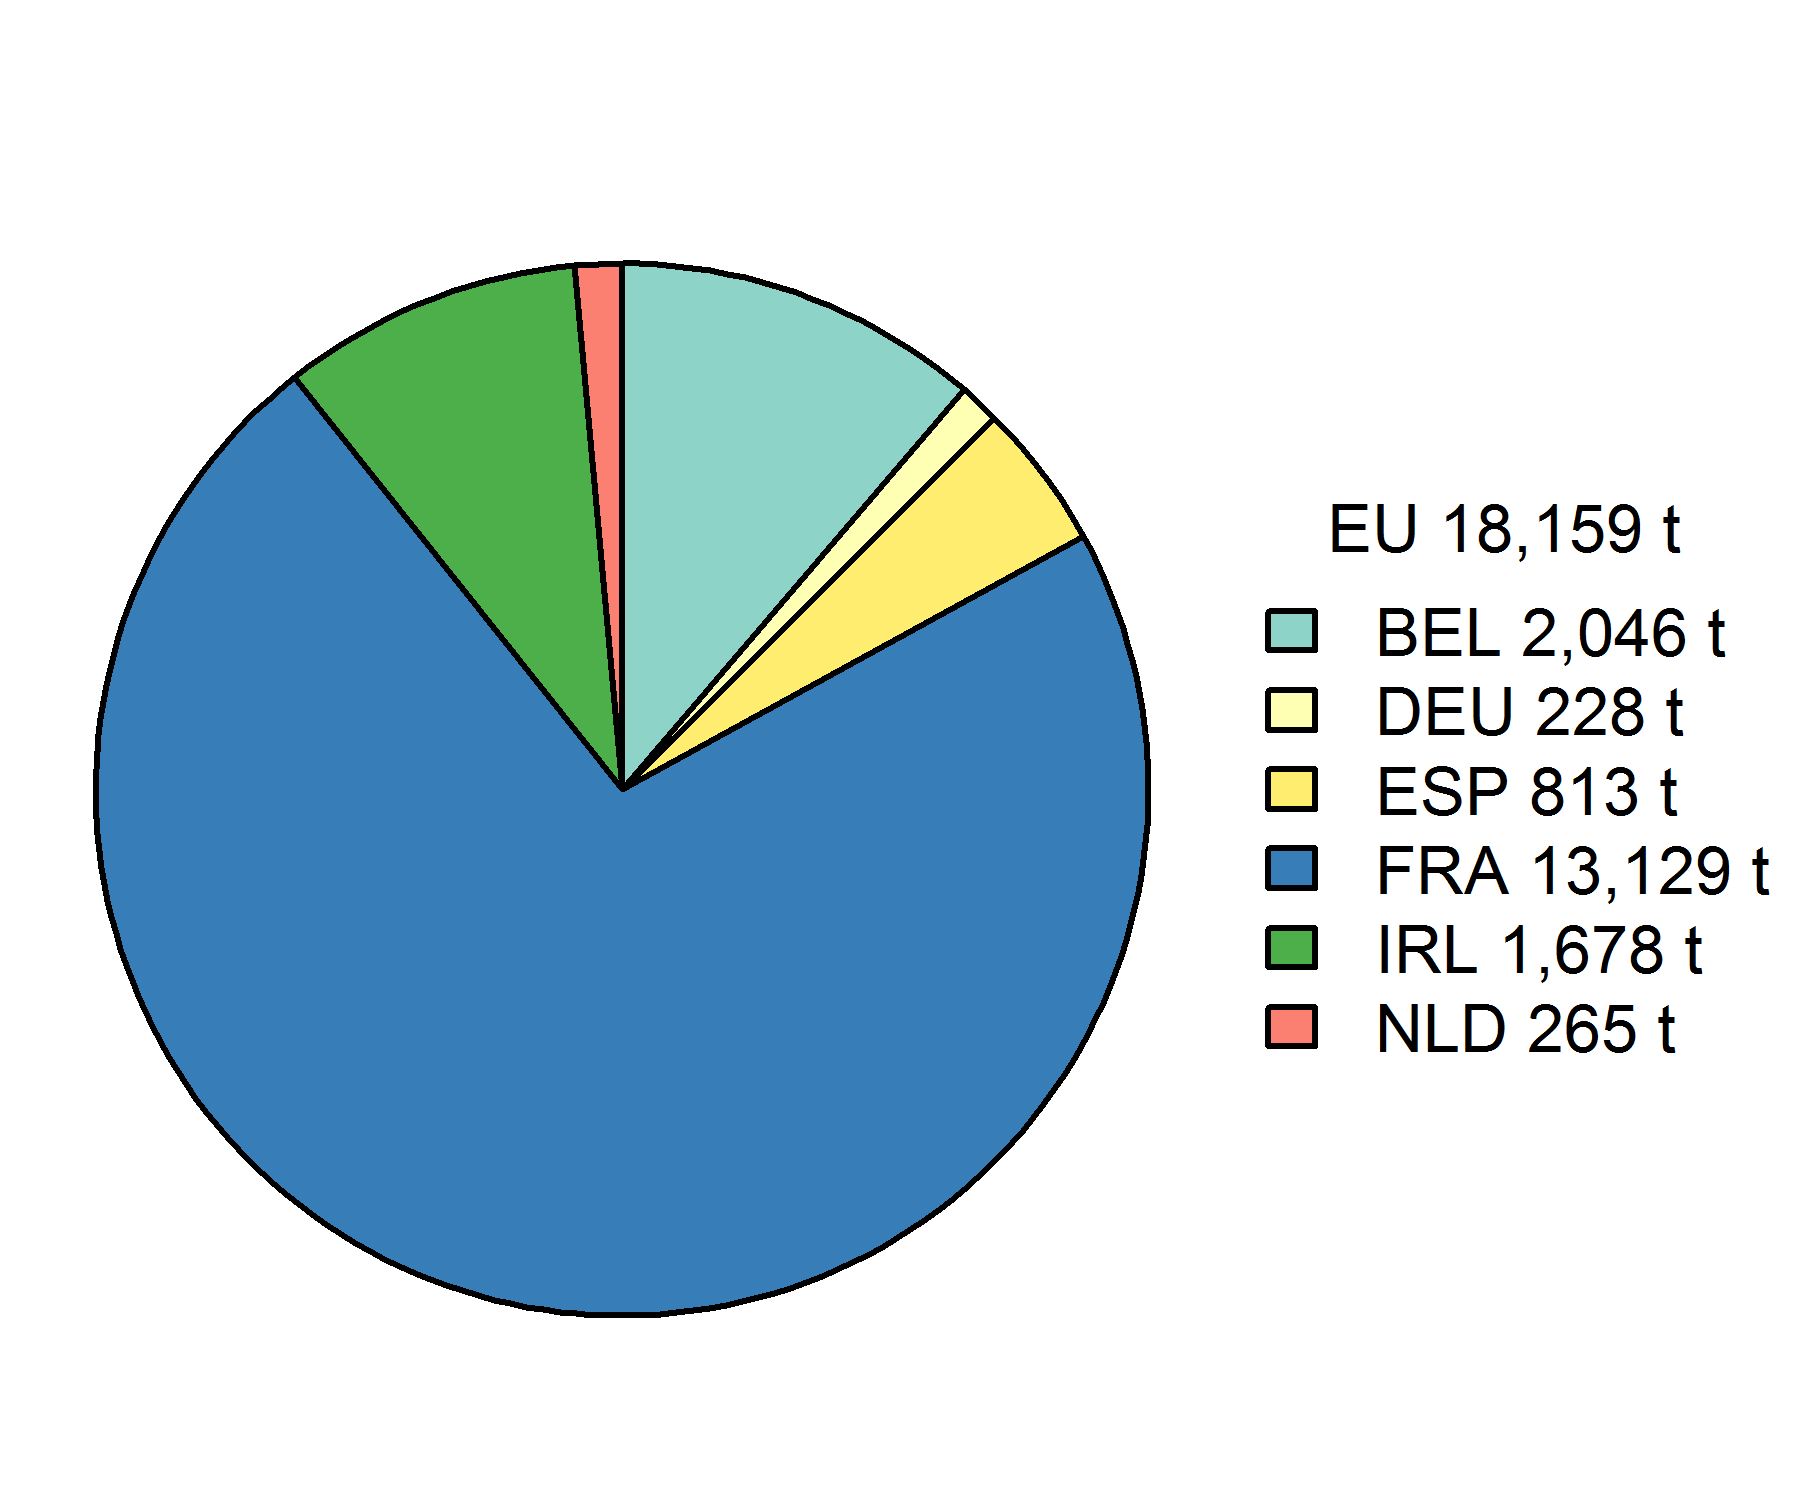 EU 18,159 t
BEL 2,046 t
DEU 228 t
ESP 813 t
FRA 13,129 t
IRL 1,678 t
NLD 265 t